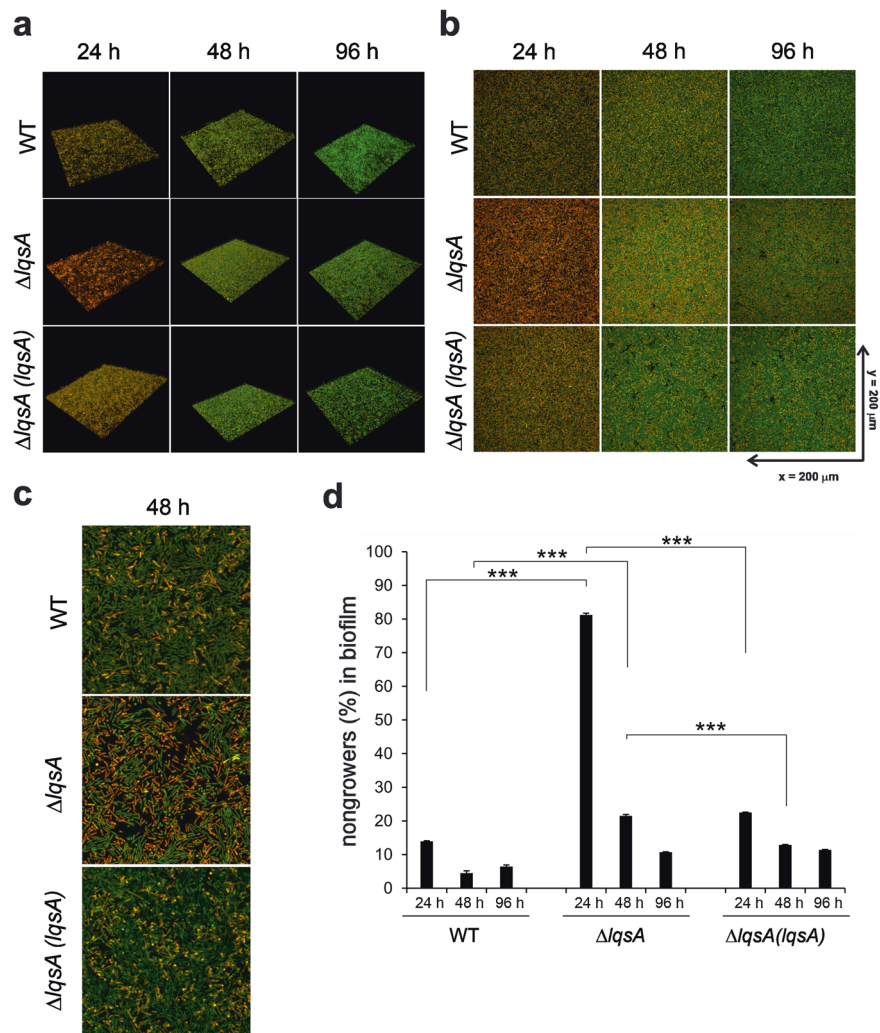 a
24 h 48 h 96 h
WT
ΔlqsA
ΔlqsA (lqsA)
b
24 h 48 h 96 h
WT
ΔlqsA
ΔlqsA (lqsA)
y = 200 μm
x = 200 μm
c
48 h
WT
ΔlqsA
ΔlqsA (lqsA)
d
nongrowers (%) in biofilm
100
90
80
70
60
50
40
30
20
10
0
***
***
***
***
24 h 48 h 96 h 24 h 48 h 96 h 24 h 48 h 96 h
WT ΔlqsA ΔlqsA(lqsA)